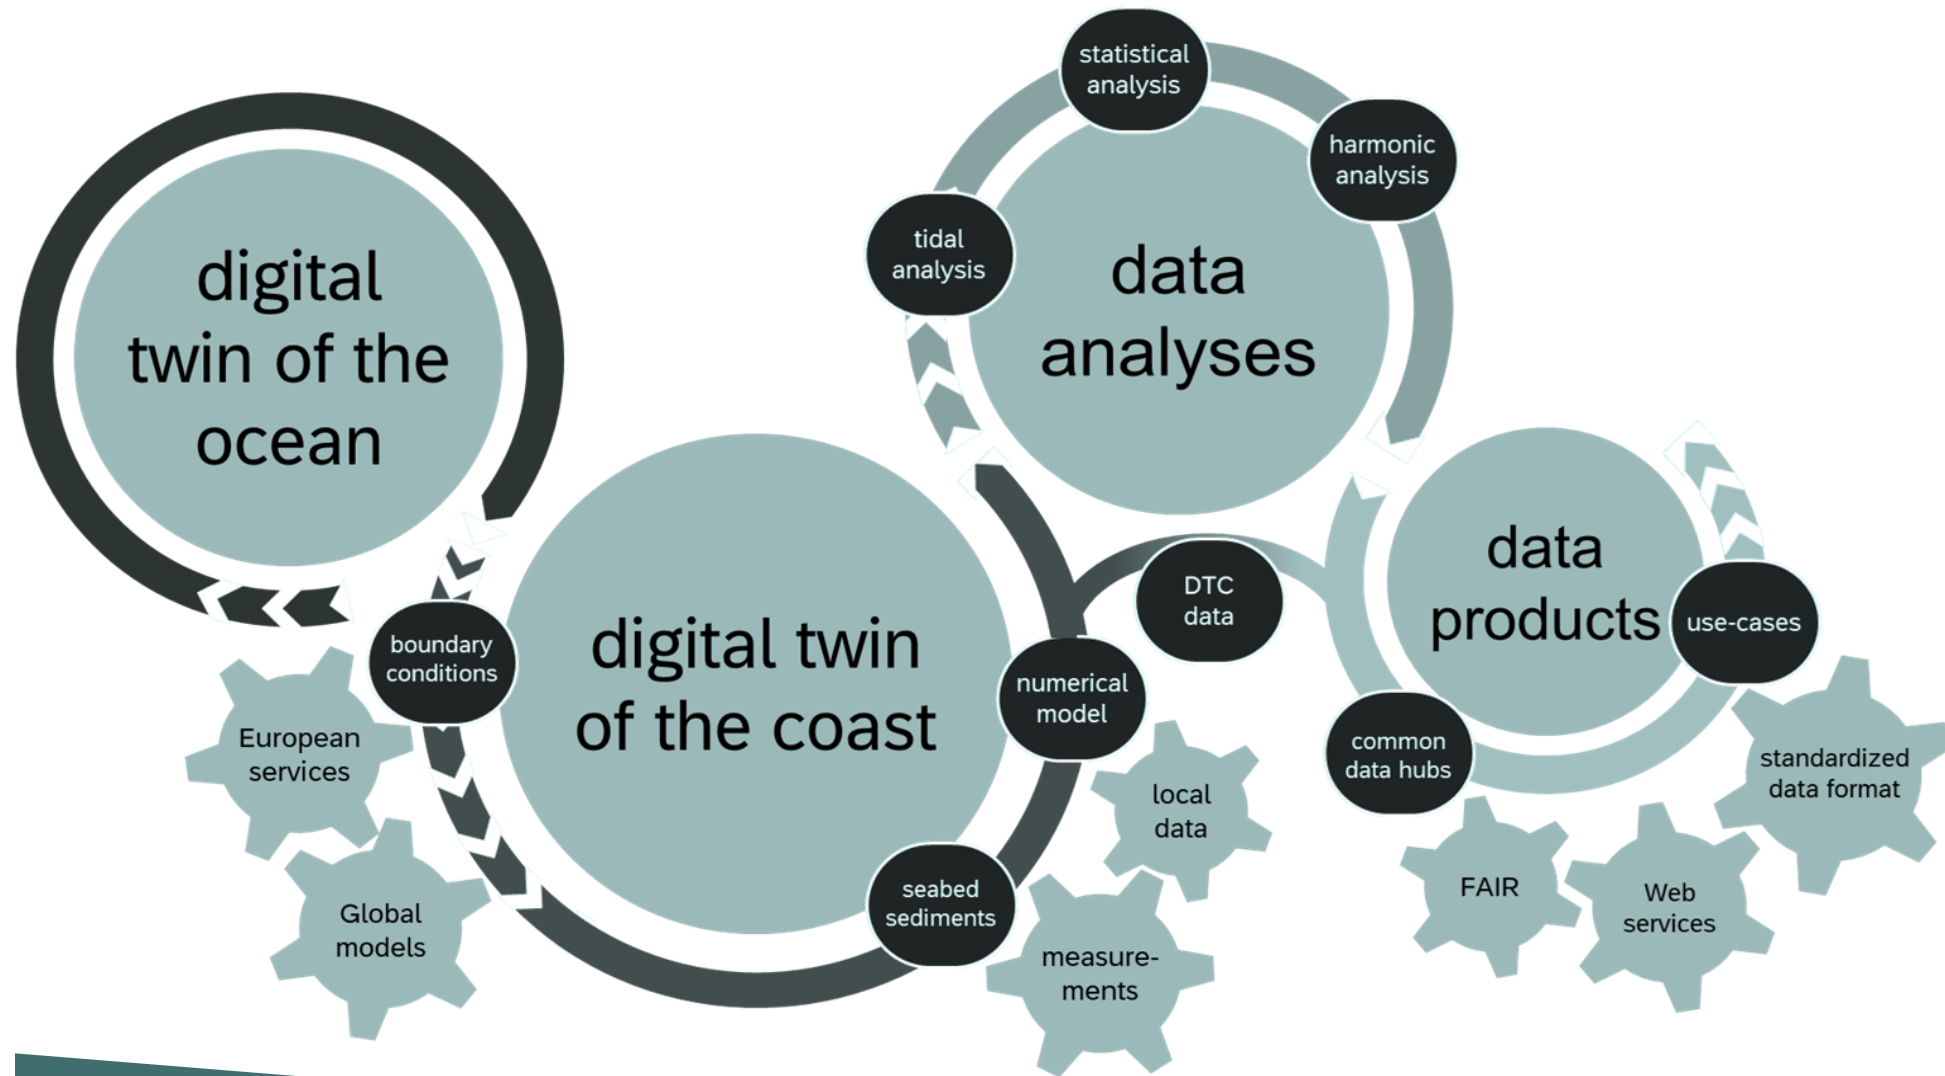 digital
twin of the
ocean
statistical
analysis
harmonic
analysis
tidal
analysis
data
analyses
boundary
conditions
European
services
Global
models
digital twin
of the coast
numerical
model
seabed
sediments
local
data
measure-
ments
DTC
data
data
products
use-cases
common
data hubs
standardized
data format
FAIR
Web
services